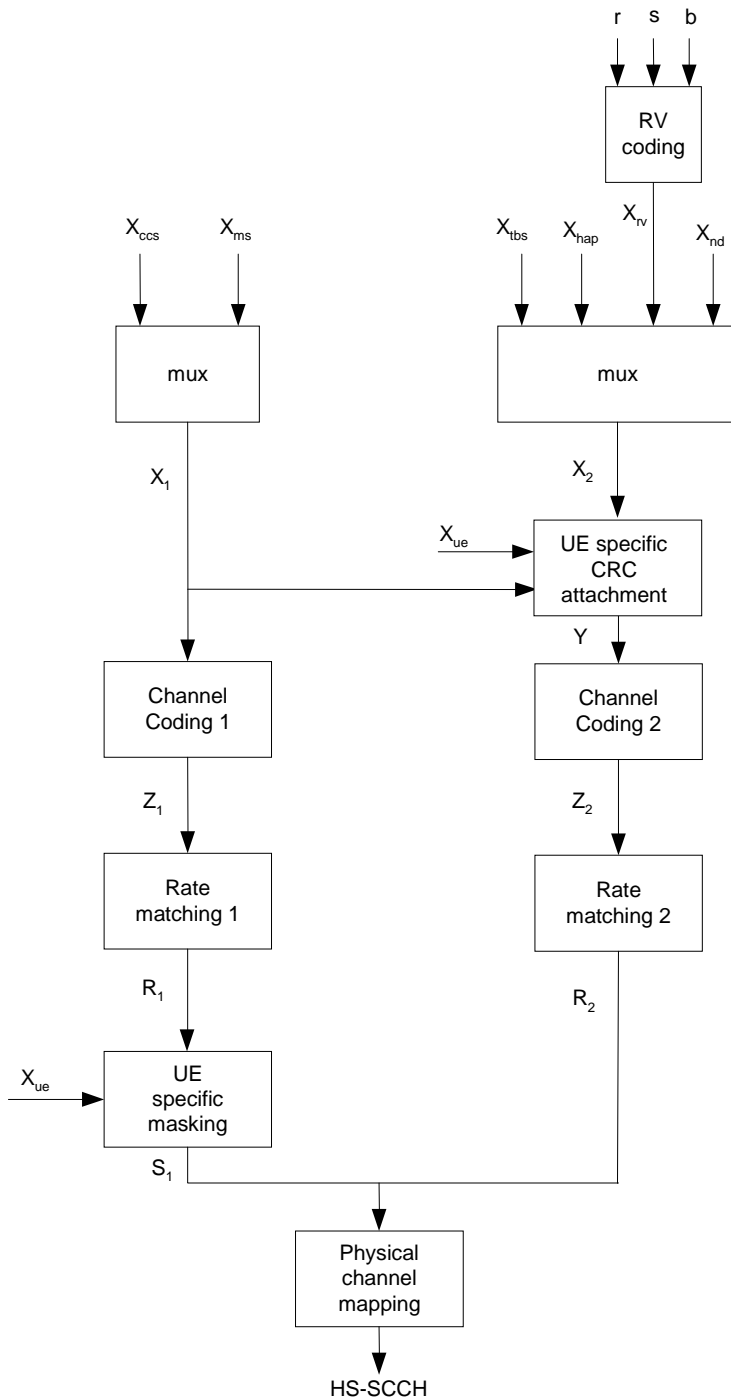 r s b
RV
coding
X_ccs X_ms X_tbs X_hap X_rv X_nd
mux mux
X_1 X_2
X_ue
UE specific
CRC
attachment
Y
Channel
Coding 1
Channel
Coding 2
Z_1 Z_2
Rate
matching 1
Rate
matching 2
R_1 R_2
X_ue
UE
specific
masking
S_1
Physical
channel
mapping
HS-SCCH